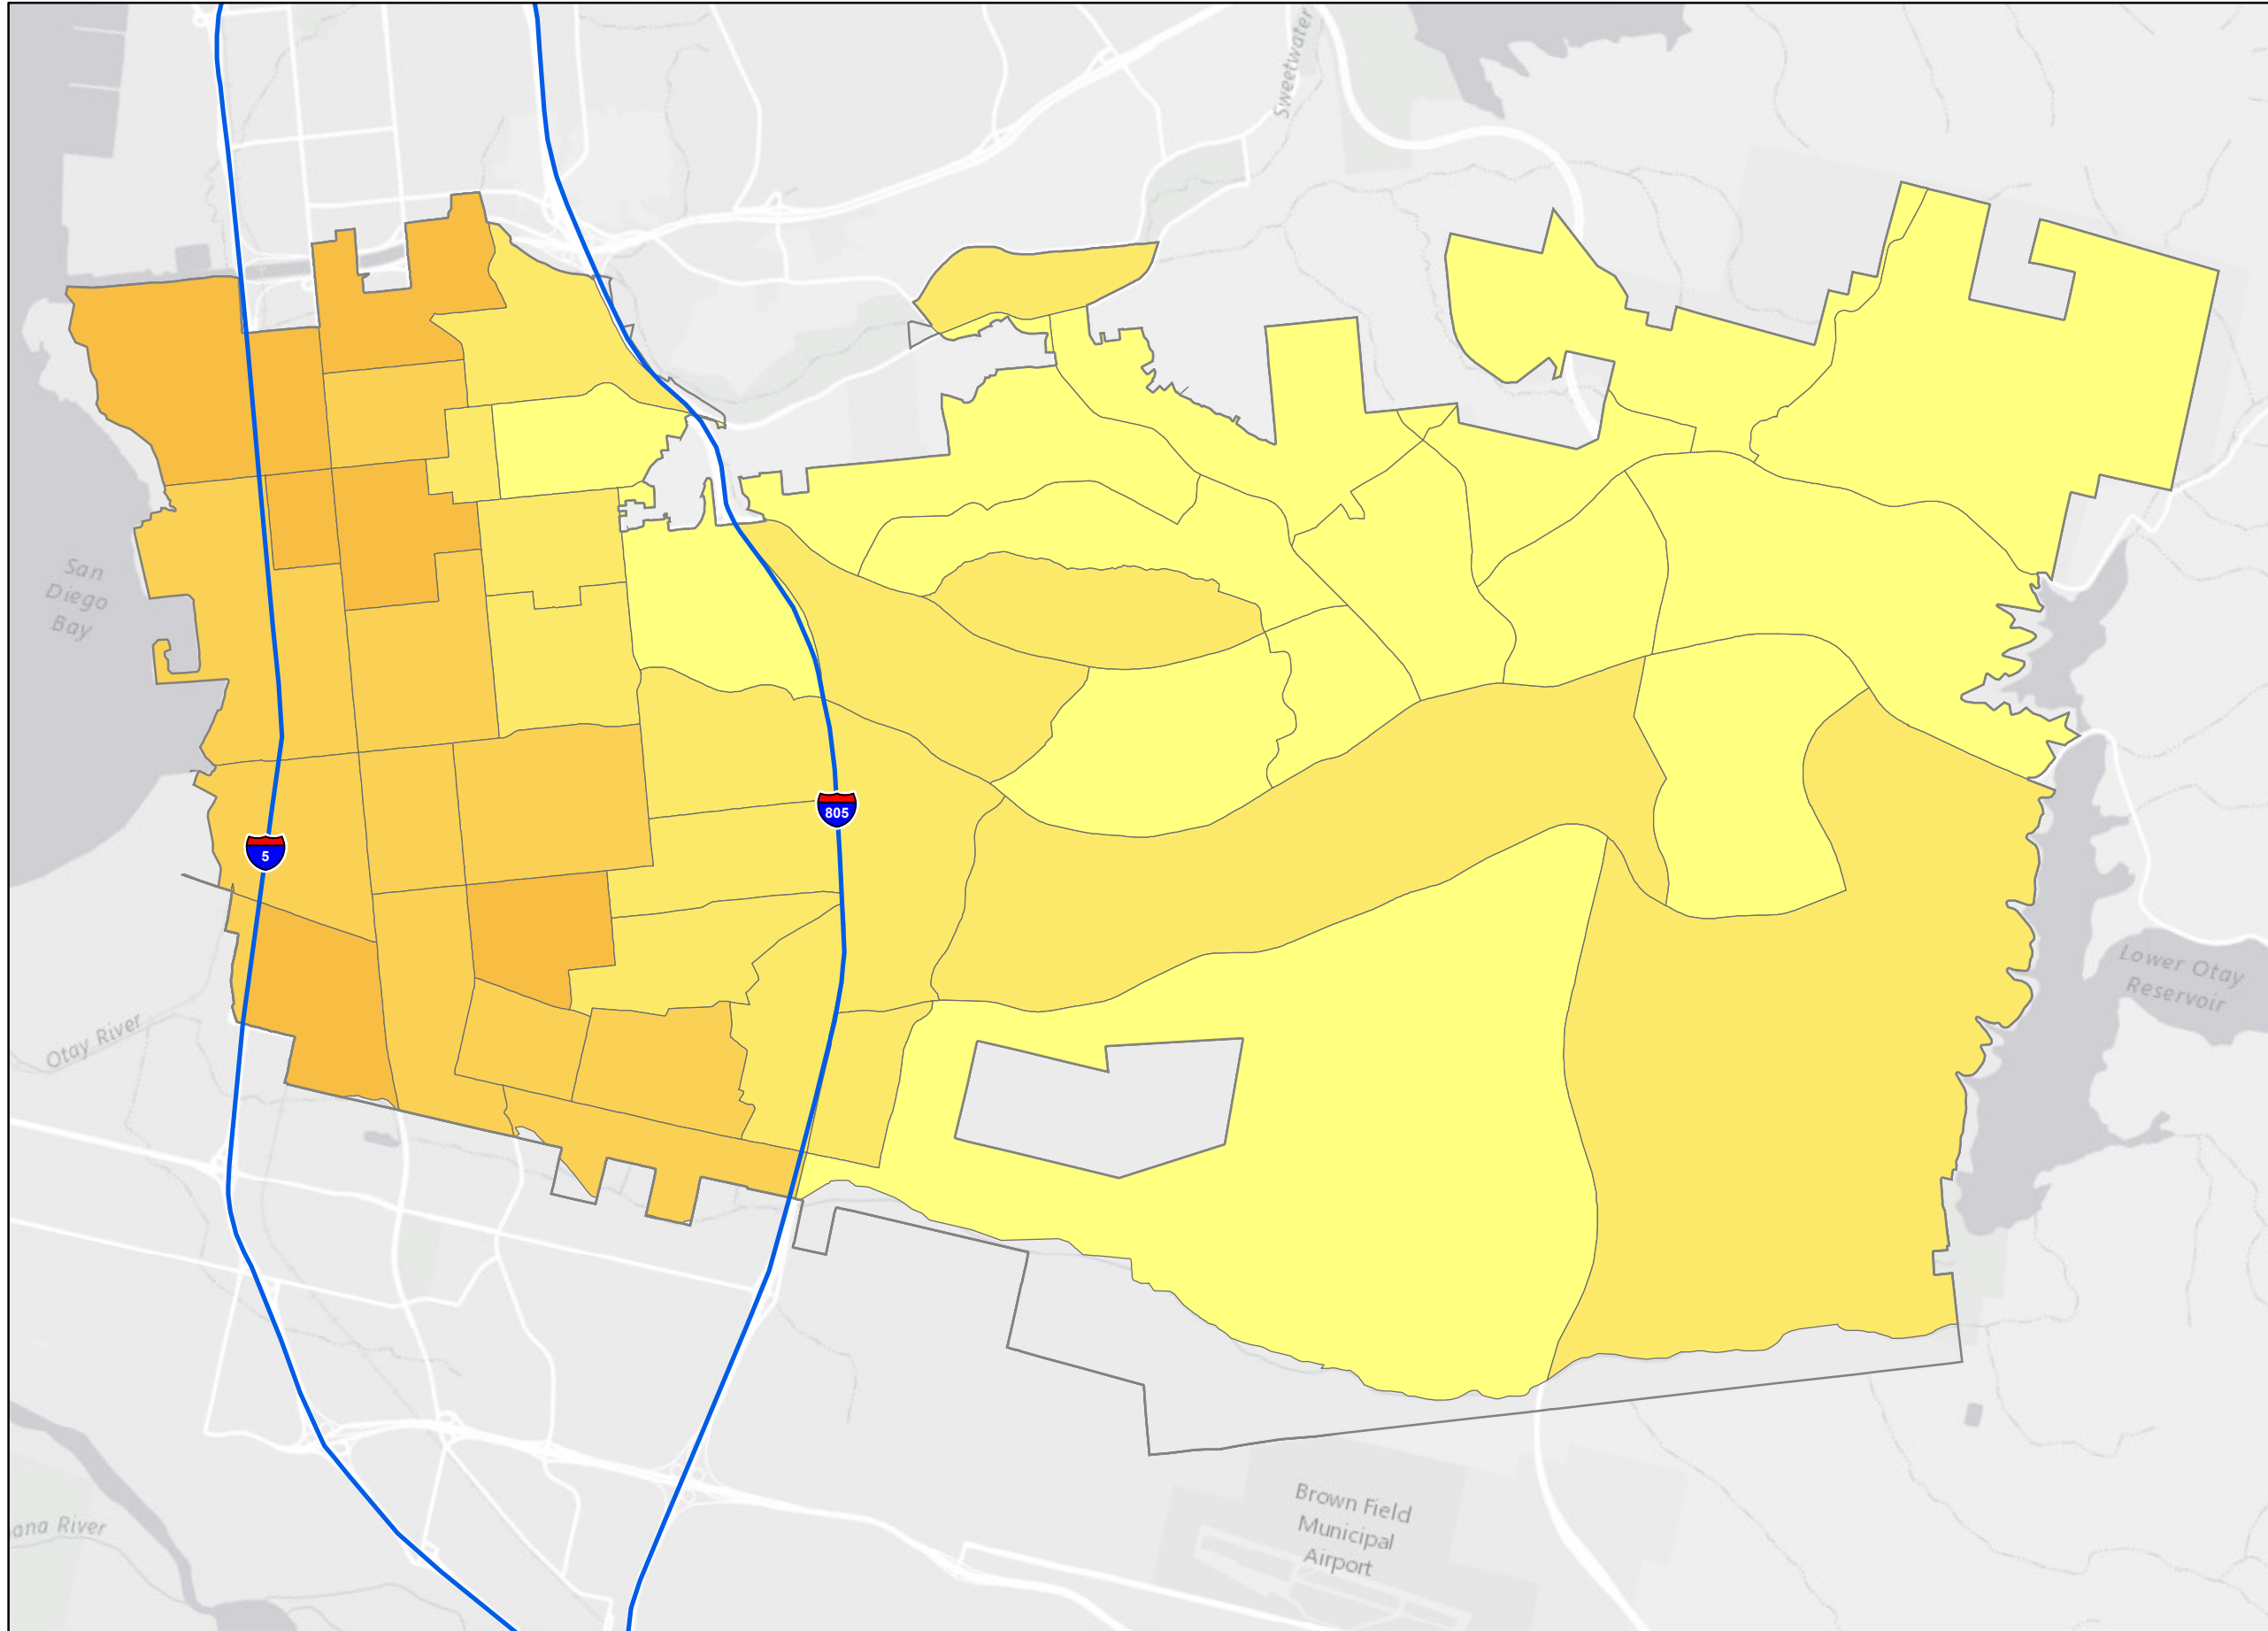 Sweetwater
San
Diego
Bay
805
5
Lower Otay
Reservoir
Otay River
Brown Field
Municipal
Airport
ana River